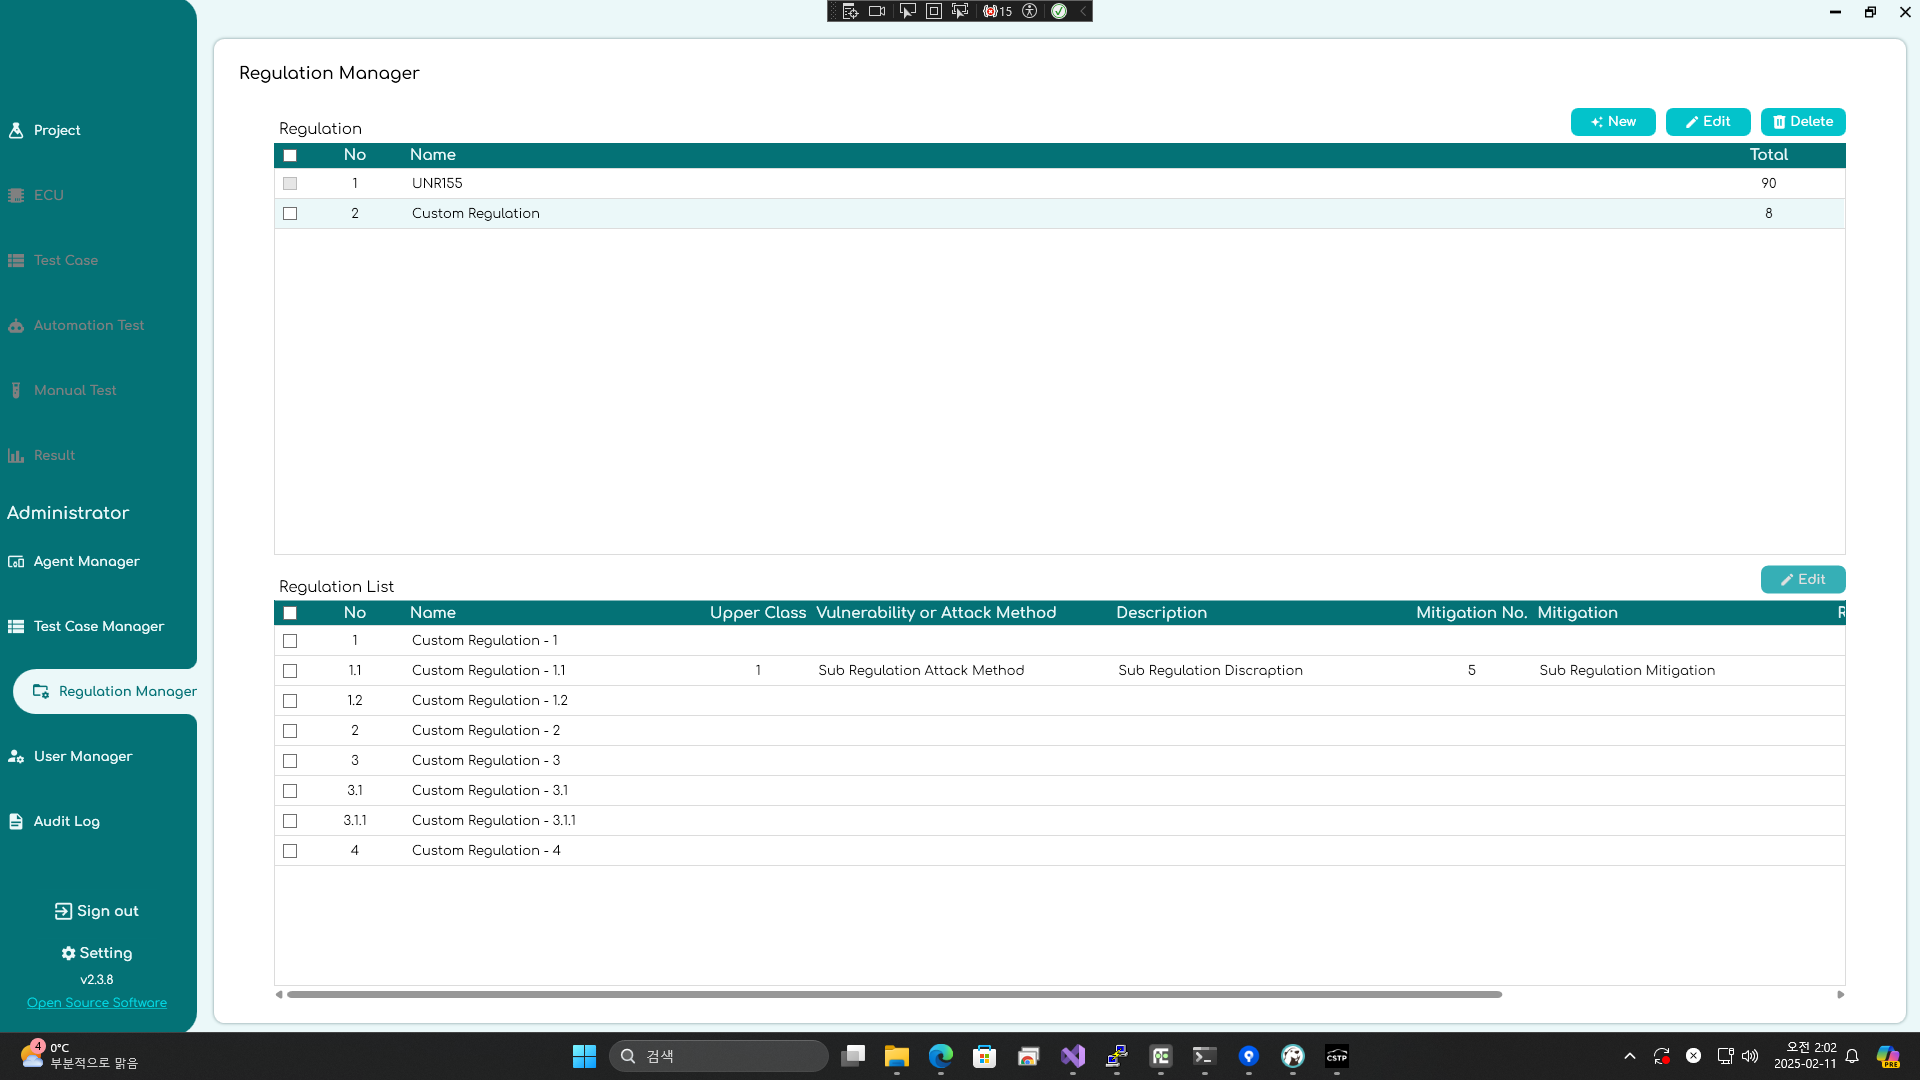 15
Project
ECU
Test Case
Automation Test
Manual Test
Result
Administrator
Agent Manager
Test Case Manager
Regulation Manager
User Manager
Audit Log
Sign out
Setting
v2.3.8
Open Source Software
Regulation Manager
Regulation
New Edit Delete
No Name Total
1 UNR155 90
2 Custom Regulation 8
Regulation List
Edit
No Name Upper Class Vulnerability or Attack Method Description Mitigation No. Mitigation R
1 Custom Regulation - 1
1.1 Custom Regulation - 1.1 1 Sub Regulation Attack Method Sub Regulation Discraption 5 Sub Regulation Mitigation
1.2 Custom Regulation - 1.2
2 Custom Regulation - 2
3 Custom Regulation - 3
3.1 Custom Regulation - 3.1
3.1.1 Custom Regulation - 3.1.1
4 Custom Regulation - 4
4
0°C
부분적으로 맑음
검색
CSTP
오전 2:02
2025-02-11
PRE